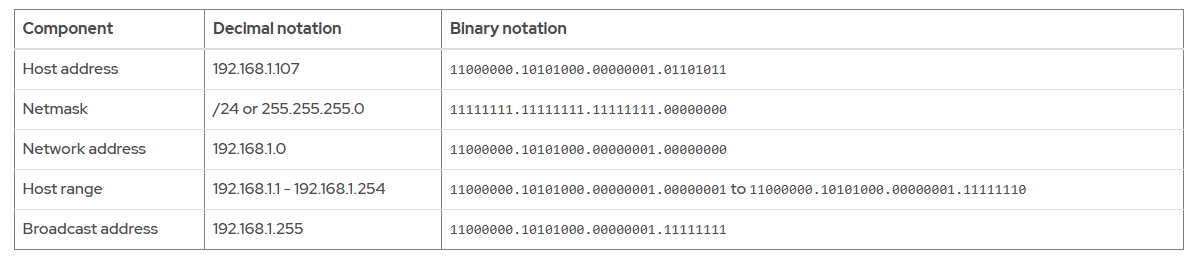 Component Decimal notation Binary notation
Host address 192.168.1.107 11000000.10101000.00000001.01101011
Netmask /24 or 255.255.255.0 11111111.11111111.11111111.00000000
Network address 192.168.1.0 11000000.10101000.00000001.00000000
Host range 192.168.1.1 - 192.168.1.254 11000000.10101000.00000001.00000001 to 11000000.10101000.00000001.11111110
Broadcast address 192.168.1.255 11000000.10101000.00000001.11111111